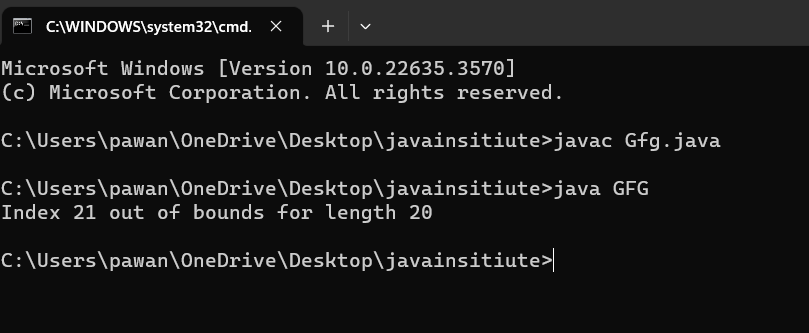 C:\WINDOWS\system32\cmd.
Microsoft Windows [Version 10.0.22635.3570]
(c) Microsoft Corporation. All rights reserved.
C:\Users\pawan\OneDrive\Desktop\javainsitiute>javac Gfg.java
C:\Users\pawan\OneDrive\Desktop\javainsitiute>java GFG
Index 21 out of bounds for length 20
C:\Users\pawan\OneDrive\Desktop\javainsitiute>